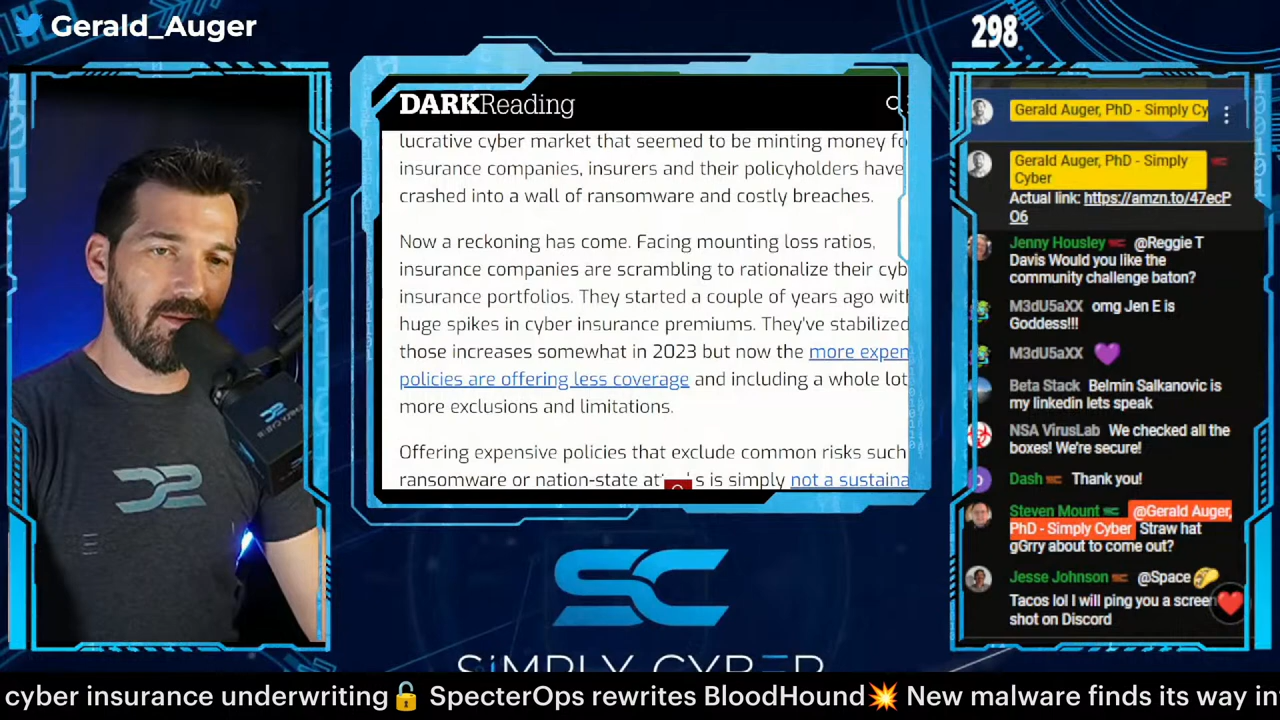 Gerald_Auger
298
DARKReading
lucrative cyber market that seemed to be minting money fo
insurance companies, insurers and their policyholders have
crashed into a wall of ransomware and costly breaches.
Now a reckoning has come. Facing mounting loss ratios,
insurance companies are scrambling to rationalize their cyb
insurance portfolios. They started a couple of years ago with
huge spikes in cyber insurance premiums. They've stabilized
those increases somewhat in 2023 but now the more expen
policies are offering less coverage and including a whole lot
more exclusions and limitations.
Offering expensive policies that exclude common risks such
ransomware or nation-state at s is simply not a sustaina
Gerald Auger, PhD - Simply Cy
Gerald Auger, PhD - Simply
Cyber
Actual link: https://amzn.to/47ecP
O6
Jenny Housley @Reggie T
Davis Would you like the
community challenge baton?
M3dU5aXX omg Jen E is
Goddess!!!
M3dU5aXX 💜
Beta Stack Belmin Salkanovic is
my linkedin lets speak
NSA VirusLab We checked all the
boxes! We're secure!
Dash Thank you!
Steven Mount @Gerald Auger,
PhD - Simply Cyber Straw hat
gGrry about to come out?
Jesse Johnson @Space 🌮
Tacos lol I will ping you a screen
shot on Discord
SC
SIMPLY CYBER
cyber insurance underwriting🔓 SpecterOps rewrites BloodHound💥 New malware finds its way in